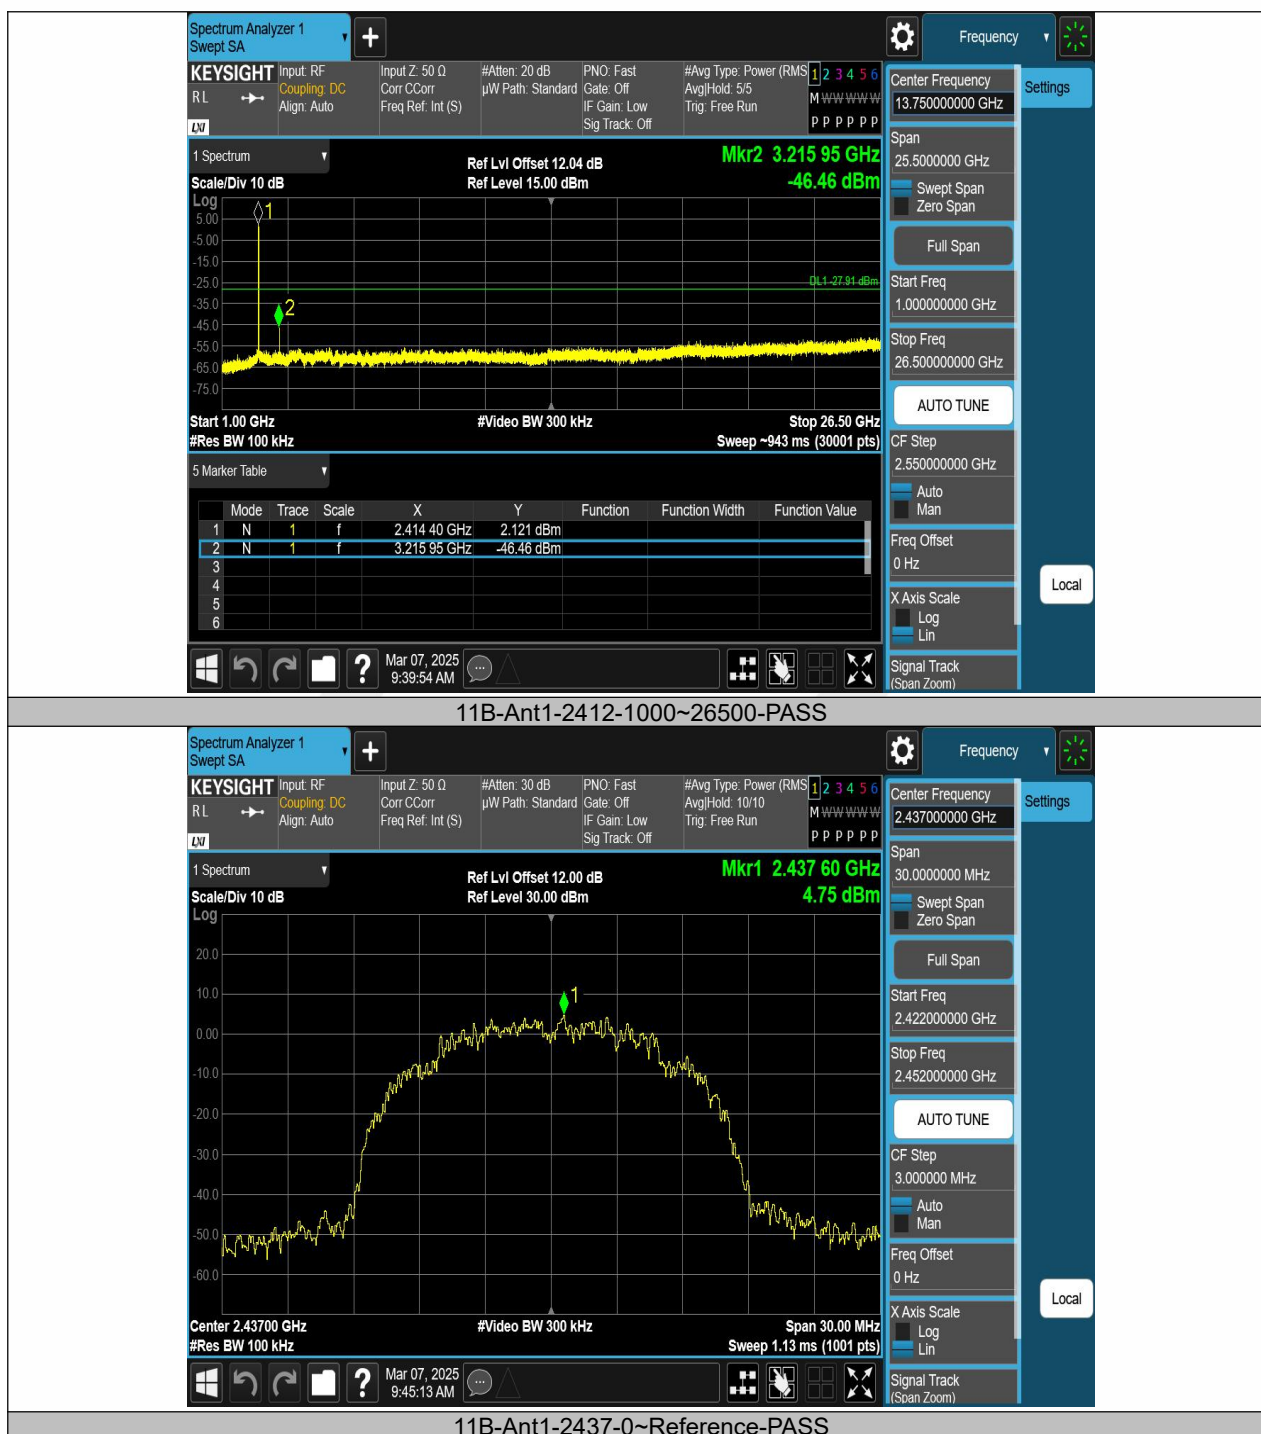 Spectrum Analyzer 1
Swept SA
+
Frequency
KEYSIGHT
RL
LXI
Input: RF
Coupling: DC
Align: Auto
Input Z: 50 Ω
Corr CCorr
Freq Ref: Int (S)
#Atten: 20 dB
µW Path: Standard
PNO: Fast
Gate: Off
IF Gain: Low
Sig Track: Off
#Avg Type: Power (RMS
Avg|Hold: 5/5
Trig: Free Run
1 2 3 4 5 6
M W W W W W
P P P P P P
1 Spectrum
Scale/Div 10 dB
Ref Lvl Offset 12.04 dB
Ref Level 15.00 dBm
Mkr2 3.215 95 GHz
-46.46 dBm
Log
1
5.00
-5.00
-15.0
-25.0
DL1 -27.91 dBm
-35.0
2
-45.0
-55.0
-65.0
-75.0
Start 1.00 GHz
#Video BW 300 kHz
Stop 26.50 GHz
#Res BW 100 kHz
Sweep ~943 ms (30001 pts)
5 Marker Table
Mode Trace Scale X Y Function Function Width Function Value
1 N 1 f 2.414 40 GHz 2.121 dBm
2 N 1 f 3.215 95 GHz -46.46 dBm
3
4
5
6
?
Mar 07, 2025
9:39:54 AM
Center Frequency
13.750000000 GHz
Settings
Span
25.5000000 GHz
Swept Span
Zero Span
Full Span
Start Freq
1.000000000 GHz
Stop Freq
26.500000000 GHz
AUTO TUNE
CF Step
2.550000000 GHz
Auto
Man
Freq Offset
0 Hz
Local
X Axis Scale
Log
Lin
Signal Track
(Span Zoom)
11B-Ant1-2412-1000~26500-PASS
Spectrum Analyzer 1
Swept SA
+
Frequency
KEYSIGHT
RL
LXI
Input: RF
Coupling: DC
Align: Auto
Input Z: 50 Ω
Corr CCorr
Freq Ref: Int (S)
#Atten: 30 dB
µW Path: Standard
PNO: Fast
Gate: Off
IF Gain: Low
Sig Track: Off
#Avg Type: Power (RMS
Avg|Hold: 10/10
Trig: Free Run
1 2 3 4 5 6
M W W W W W
P P P P P P
1 Spectrum
Scale/Div 10 dB
Ref Lvl Offset 12.00 dB
Ref Level 30.00 dBm
Mkr1 2.437 60 GHz
4.75 dBm
Log
20.0
10.0
1
0.00
-10.0
-20.0
-30.0
-40.0
-50.0
-60.0
Center 2.43700 GHz
#Video BW 300 kHz
Span 30.00 MHz
#Res BW 100 kHz
Sweep 1.13 ms (1001 pts)
?
Mar 07, 2025
9:45:13 AM
Center Frequency
2.437000000 GHz
Settings
Span
30.0000000 MHz
Swept Span
Zero Span
Full Span
Start Freq
2.422000000 GHz
Stop Freq
2.452000000 GHz
AUTO TUNE
CF Step
3.000000 MHz
Auto
Man
Freq Offset
0 Hz
Local
X Axis Scale
Log
Lin
Signal Track
(Span Zoom)
11B-Ant1-2437-0~Reference-PASS